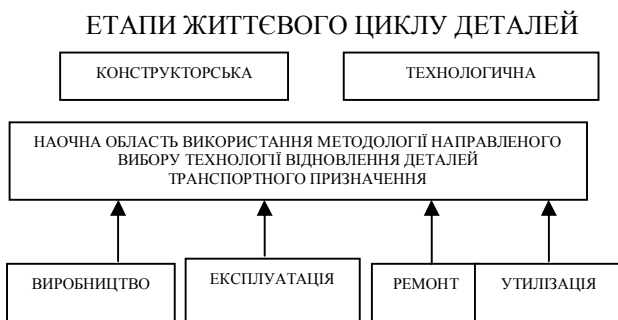 ЕТАПИ ЖИТТЄВОГО ЦИКЛУ ДЕТАЛЕЙ
КОНСТРУКТОРСЬКА
ТЕХНОЛОГИЧНА
НАОЧНА ОБЛАСТЬ ВИКОРИСТАННЯ МЕТОДОЛОГІЇ НАПРАВЛЕНОГО
ВИБОРУ ТЕХНОЛОГІЇ ВІДНОВЛЕННЯ ДЕТАЛЕЙ
ТРАНСПОРТНОГО ПРИЗНАЧЕННЯ
ВИРОБНИЦТВО
ЕКСПЛУАТАЦІЯ
РЕМОНТ
УТИЛІЗАЦІЯ